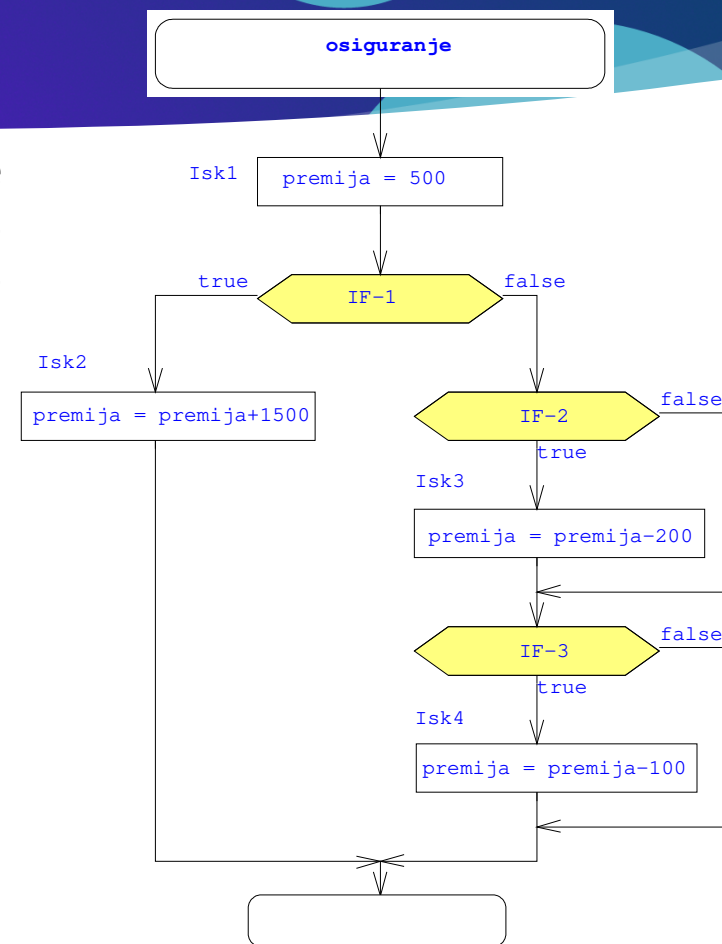 osiguranje
Isk1
premija = 500
true
IF-1
false
Isk2
premija = premija+1500
IF-2
false
true
Isk3
premija = premija-200
IF-3
false
true
Isk4
premija = premija-100